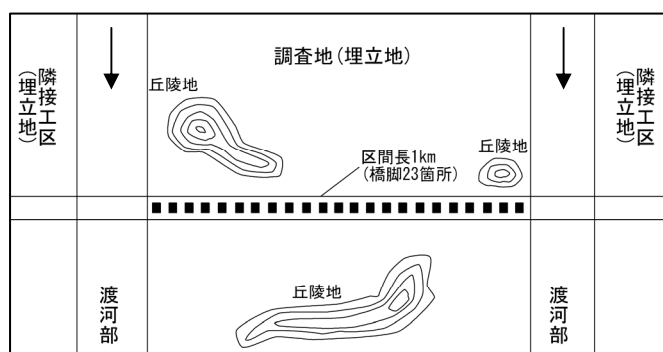 調査地(埋立地)
隣接工区
(埋立地)
丘陵地
区間長1km
(橋脚23箇所)
丘陵地
隣接工区
(埋立地)
渡河部
丘陵地
渡河部